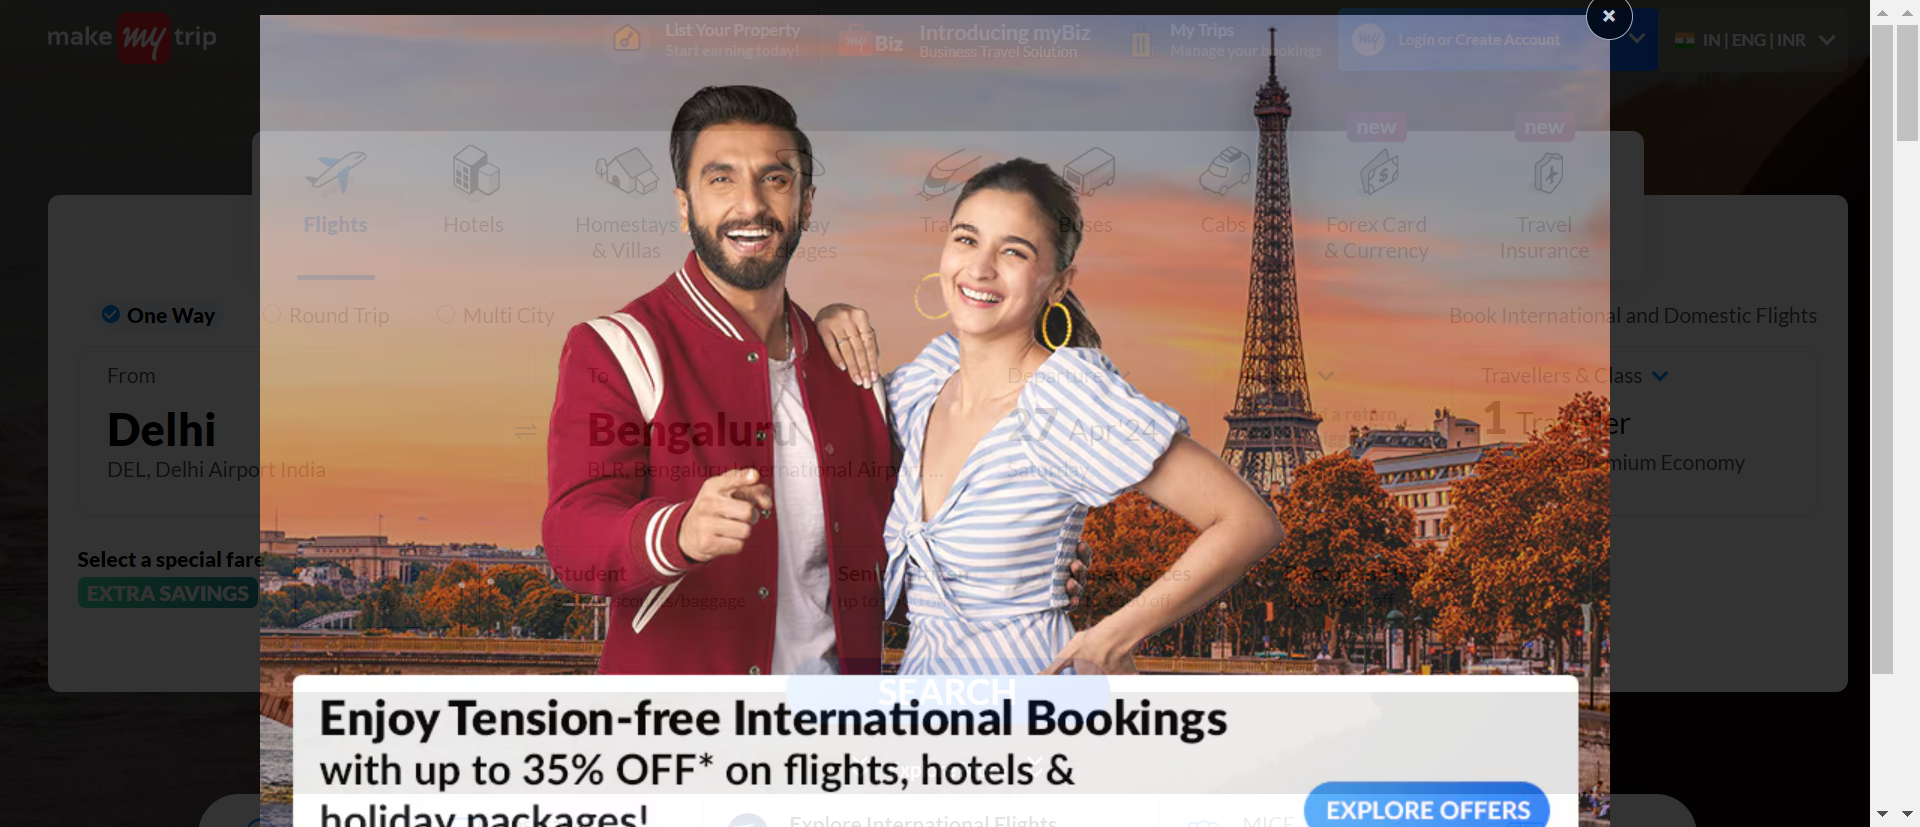 make my trip
List Your Property
Start earning today!
my Biz
Introducing myBiz
Business Travel Solution
My Trips
Manage your bookings
my
Login or Create Account
IN | ENG | INR
new
new
Flights
Hotels
Homestays
& Villas
Buses
Cabs
Forex Card
& Currency
Travel
Insurance
One Way
Round Trip
Multi City
Book International and Domestic Flights
From
Delhi
DEL, Delhi Airport India
To
Bengaluru
BLR, Bengaluru International Airport ...
Departure
27 Apr'24
Saturday
Travellers & Class
1
Economy
Select a special fare
EXTRA SAVINGS
Student
SEARCH
Enjoy Tension-free International Bookings
with up to 35% OFF* on flights, hotels &
holiday packages!
EXPLORE OFFERS
Explore International Flights
MICE